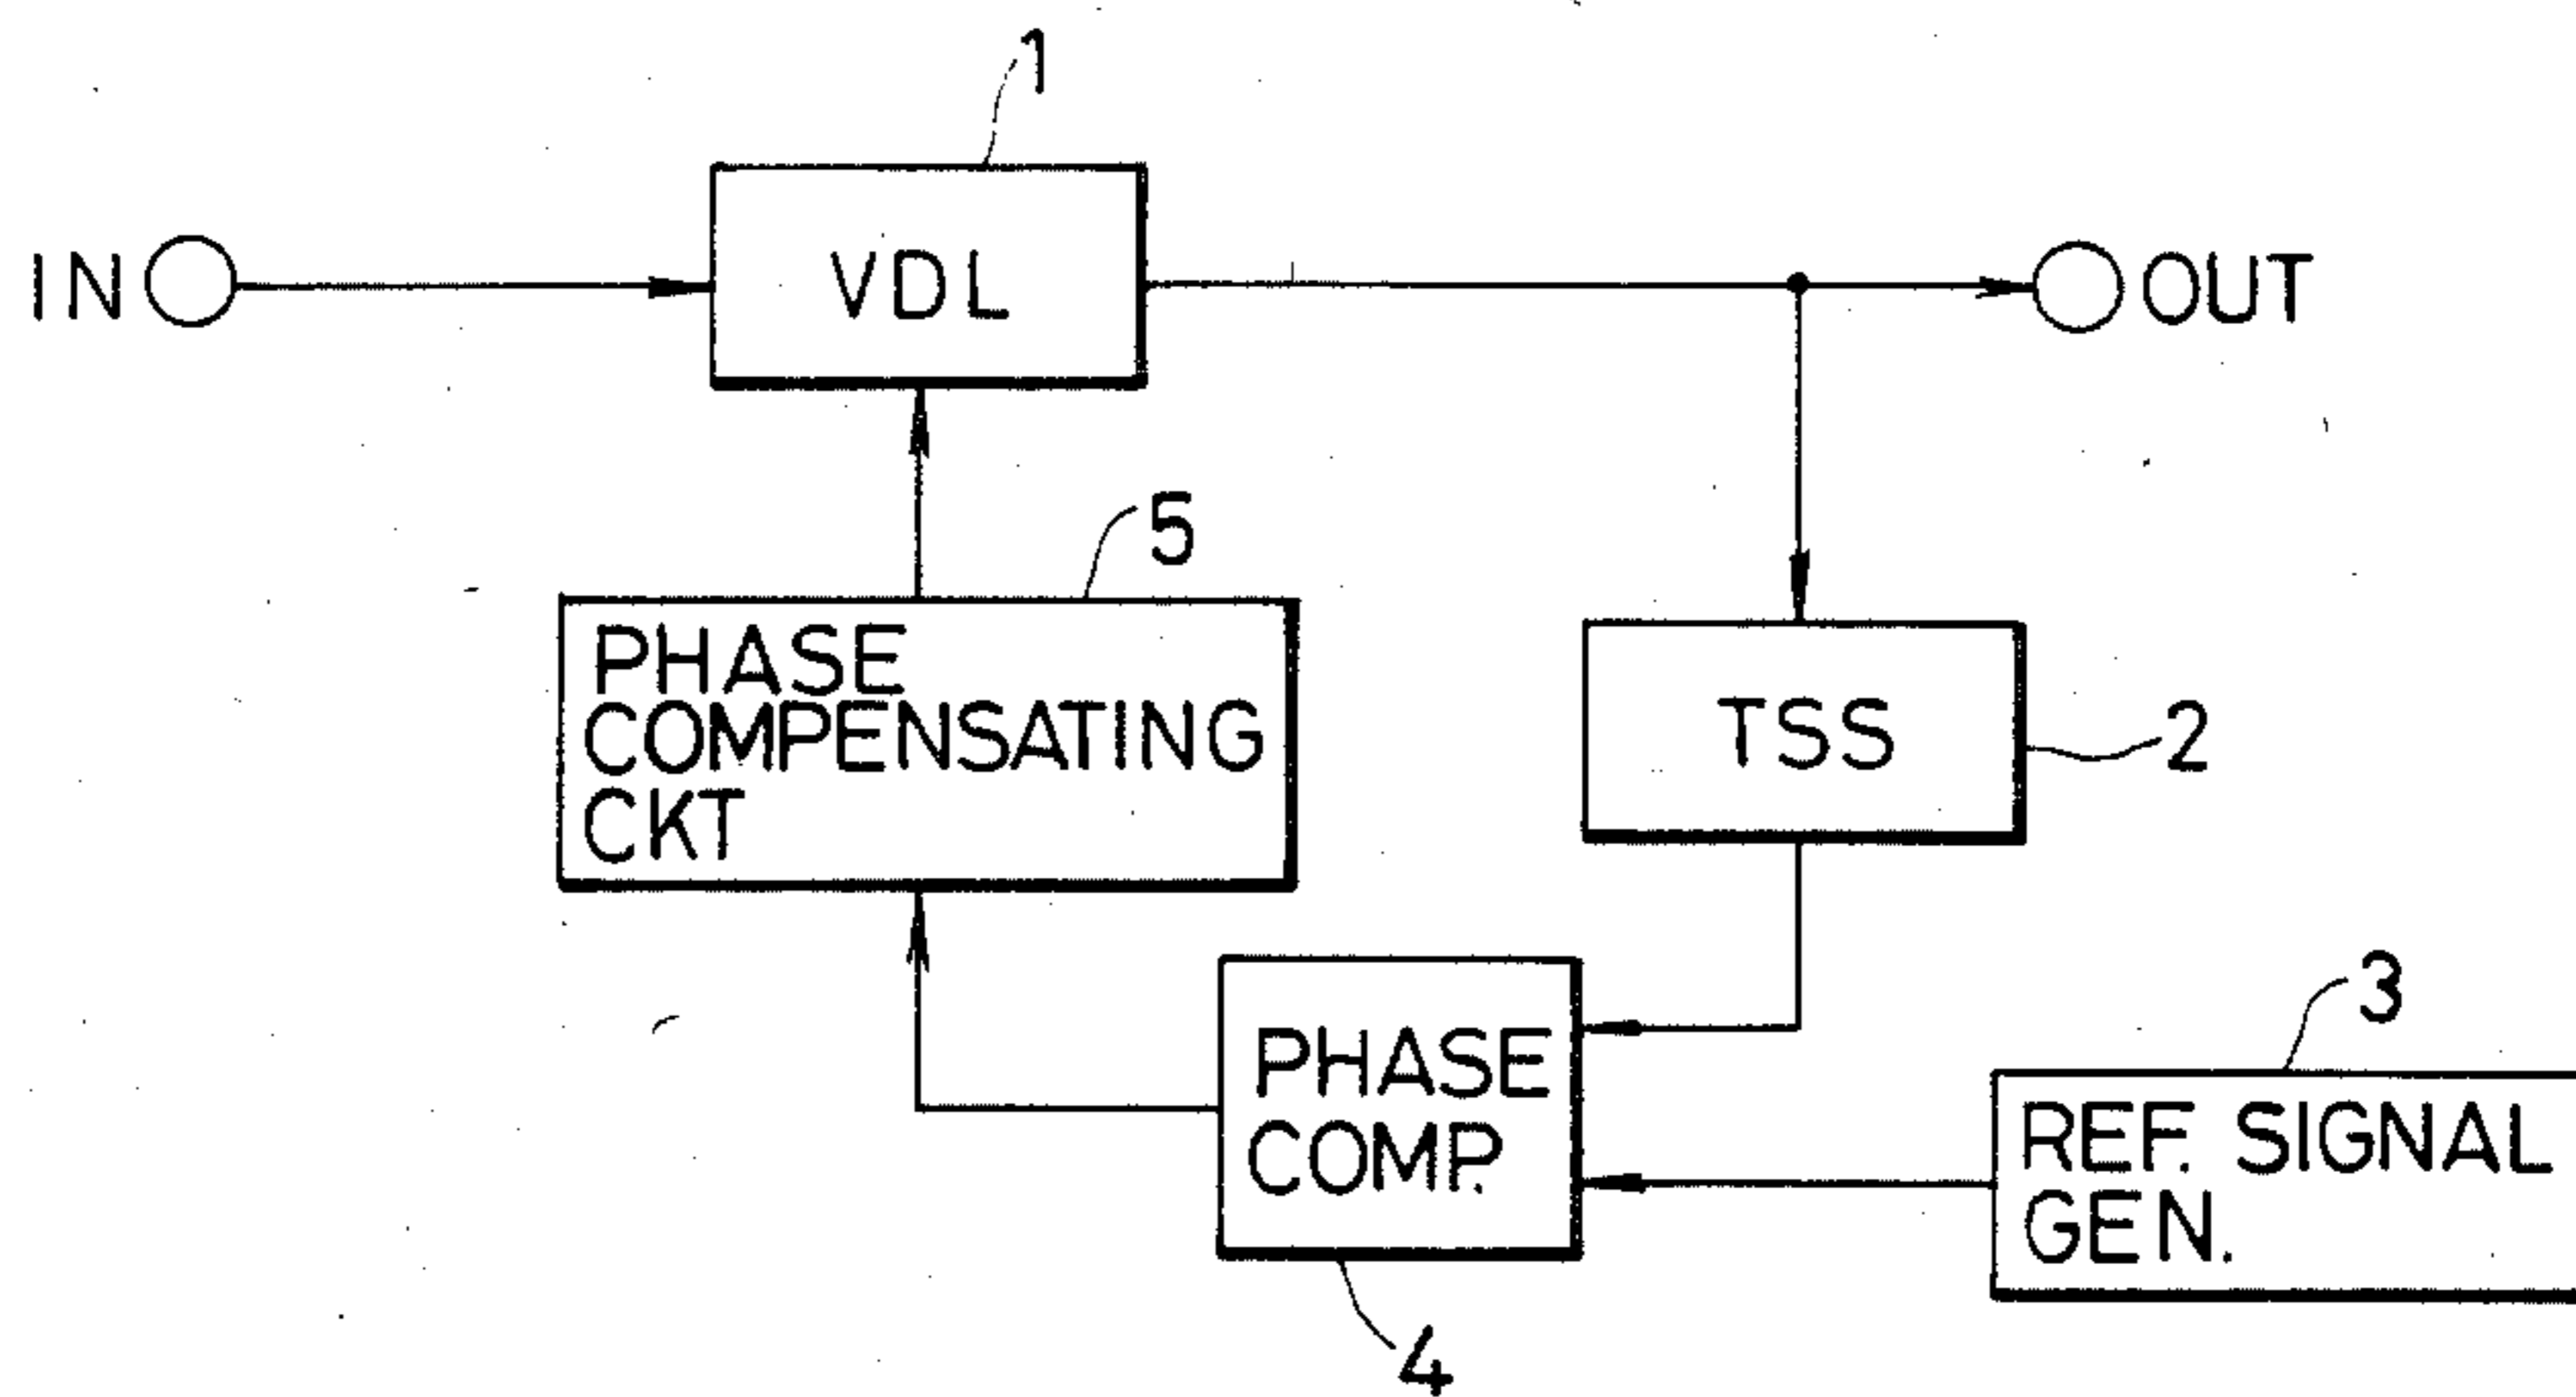 1
IN
VDL
OUT
5
PHASE
COMPENSATING
CKT
TSS
2
3
PHASE
COMP.
REF. SIGNAL
GEN.
4